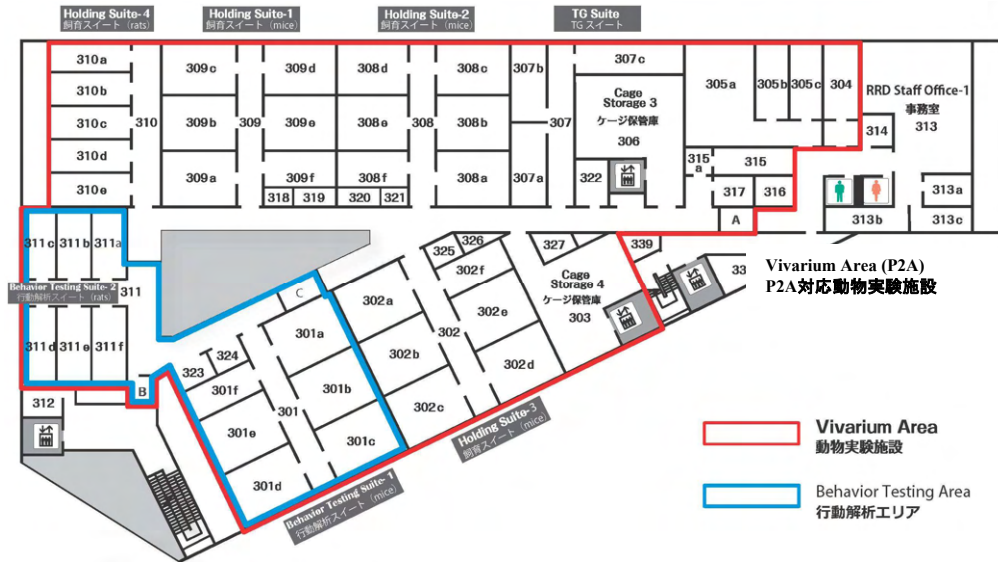 Holding Suite-4
飼育スイート (rats)
Holding Suite-1
飼育スイート (mice)
Holding Suite-2
飼育スイート (mice)
TG Suite
TG スイート
310a
310b
310c
310d
310e
310
309c
309b
309a
309
309d
309e
309f
318
319
308d
308e
308f
320
321
308
308c
308b
308a
307b
307a
307
307c
Cage
Storage 3
ケージ保管庫
306
322
305a
305b
305c
304
315
a
315
317
316
A
314
RRD Staff Office-1
事務室
313
313a
313b
313c
311c
311b
311a
311
Behavior Testing Suite- 2
行動解析スイート (rats)
311d
311e
311f
B
312
C
301a
301b
301c
301
301d
301e
301f
323
324
302a
302b
302c
302
302d
302e
302f
325
326
327
Cage
Storage 4
ケージ保管庫
303
339
33
Vivarium Area (P2A)
P2A対応動物実験施設
Holding Suite-3
飼育スイート (mice)
Behavior Testing Suite-1
行動解析スイート (mice)
Vivarium Area
動物実験施設
Behavior Testing Area
行動解析エリア